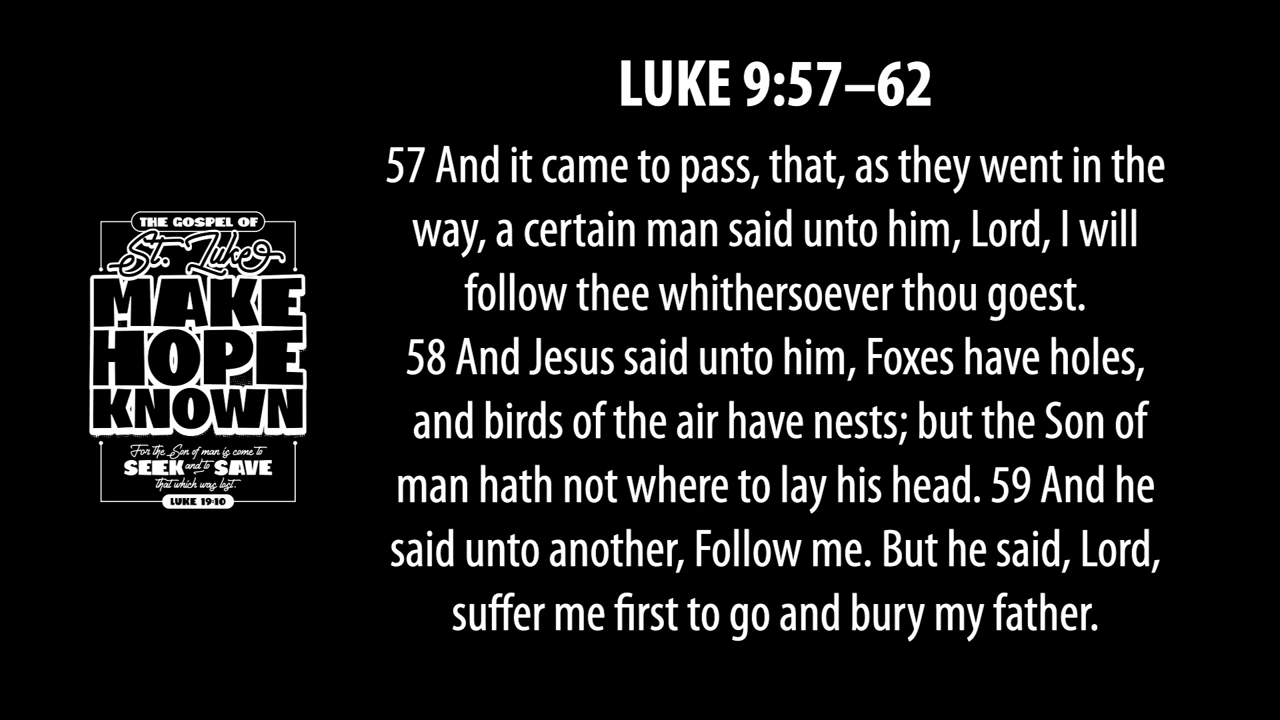 LUKE 9:57–62
57 And it came to pass, that, as they went in the
way, a certain man said unto him, Lord, I will
follow thee whithersoever thou goest.
58 And Jesus said unto him, Foxes have holes,
and birds of the air have nests; but the Son of
man hath not where to lay his head. 59 And he
said unto another, Follow me. But he said, Lord,
suffer me first to go and bury my father.
THE GOSPEL OF
St. Luke
MAKE
HOPE
KNOWN
For the Son of man is come to
SEEK and to SAVE
that which was lost.
LUKE 19:10